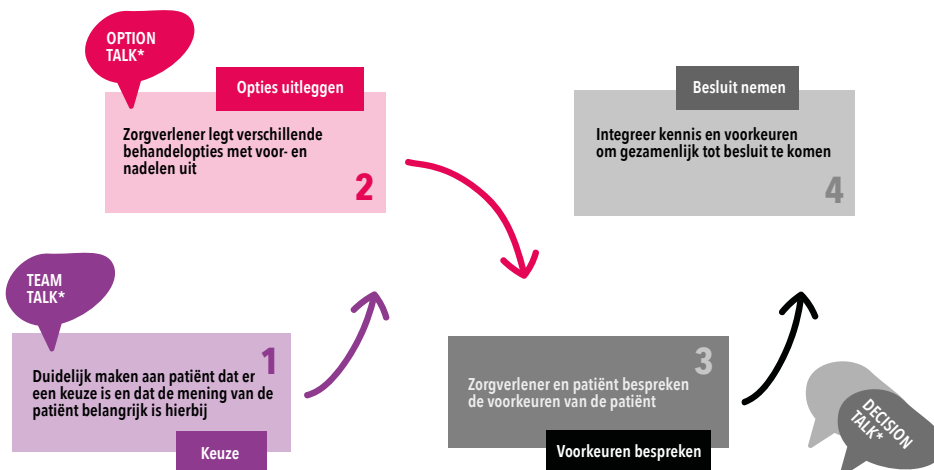 OPTION
TALK*
Opties uitleggen
Zorgverlener legt verschillende
behandelopties met voor- en
nadelen uit
2
Besluit nemen
Integreer kennis en voorkeuren
om gezamenlijk tot besluit te komen
4
TEAM
TALK*
1
Duidelijk maken aan patiënt dat er
een keuze is en dat de mening van de
patiënt belangrijk is hierbij
Keuze
3
Zorgverlener en patiënt bespreken
de voorkeuren van de patiënt
Voorkeuren bespreken
DECISION
TALK*